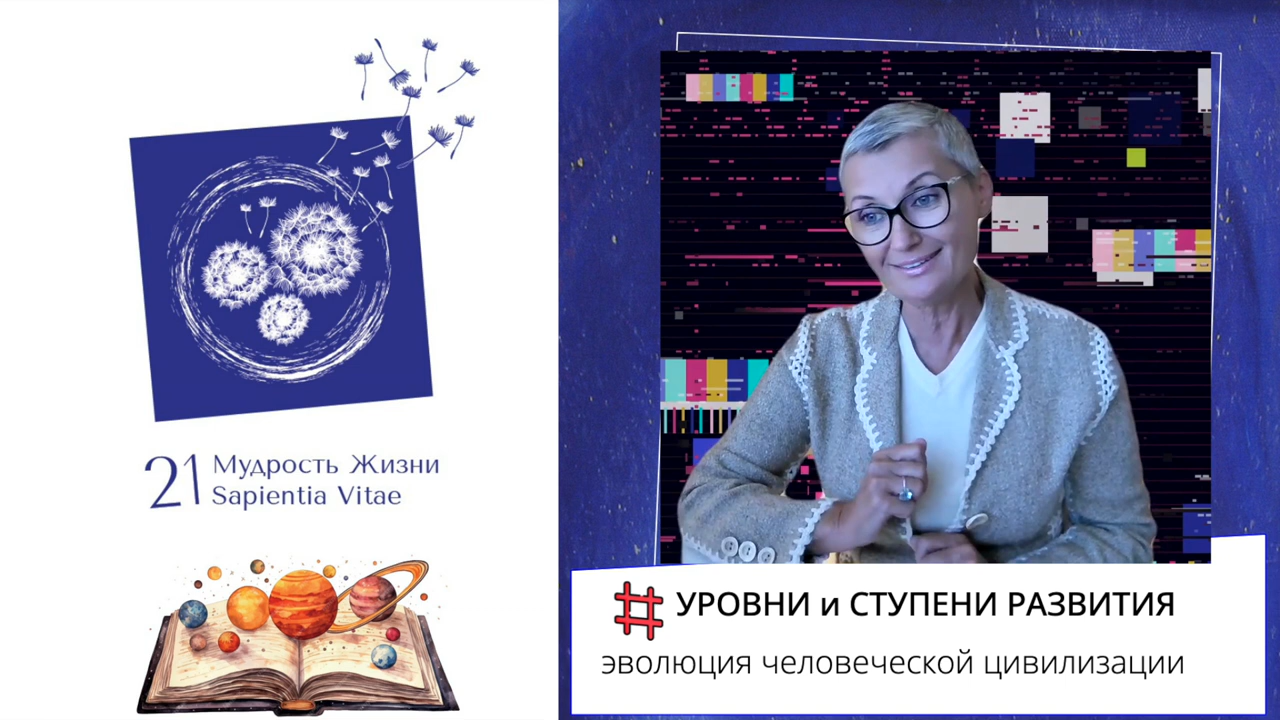 21 Мудрость Жизни
Sapientia Vitae
# УРОВНИ и СТУПЕНИ РАЗВИТИЯ
эволюция человеческой цивилизации